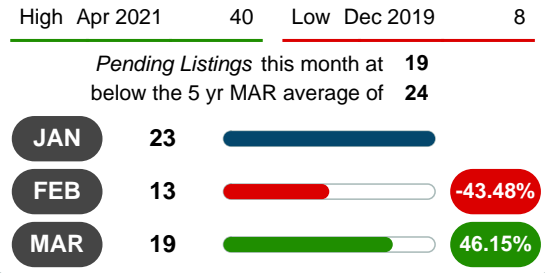 High Apr 2021 40 Low Dec 2019 8
Pending Listings this month at 19
below the 5 yr MAR average of 24
JAN 23
FEB 13 -43.48%
MAR 19 46.15%